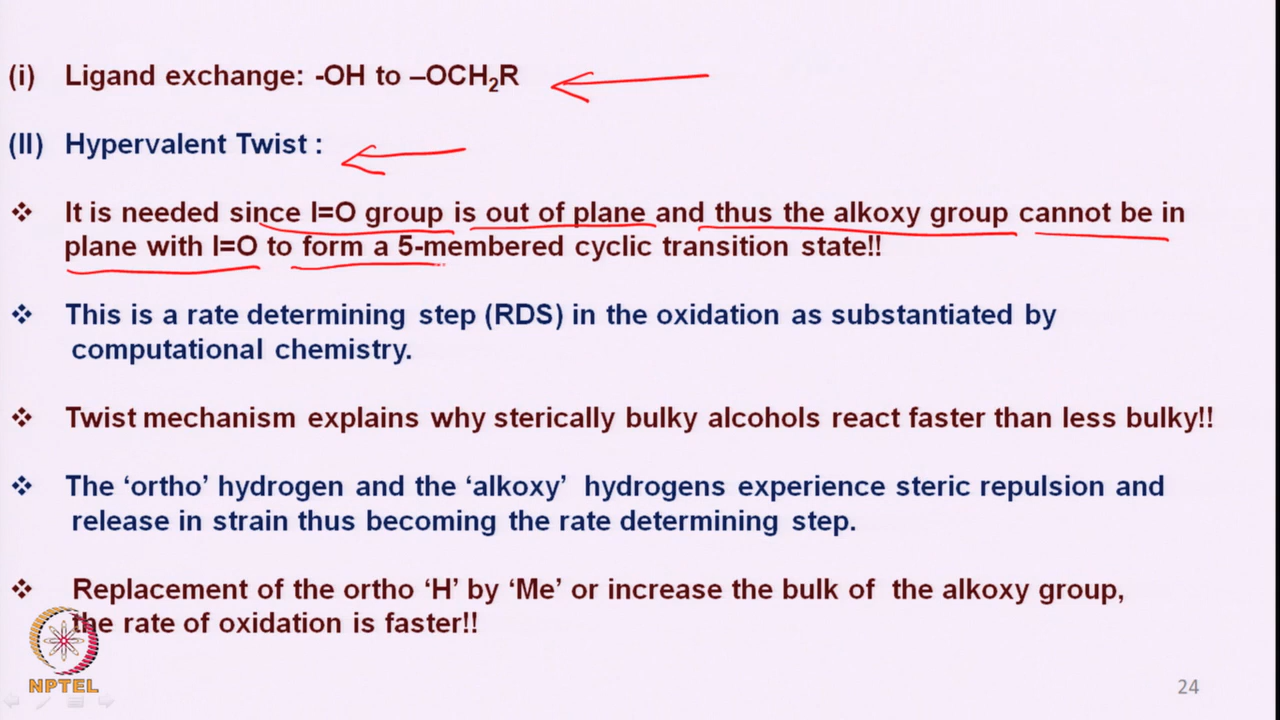 (i) Ligand exchange: -OH to –OCH₂R
(II) Hypervalent Twist :
❖ It is needed since I=O group is out of plane and thus the alkoxy group cannot be in
plane with I=O to form a 5-membered cyclic transition state!!
❖ This is a rate determining step (RDS) in the oxidation as substantiated by
computational chemistry.
❖ Twist mechanism explains why sterically bulky alcohols react faster than less bulky!!
❖ The ‘ortho’ hydrogen and the ‘alkoxy’ hydrogens experience steric repulsion and
release in strain thus becoming the rate determining step.
❖ Replacement of the ortho ‘H’ by ‘Me’ or increase the bulk of the alkoxy group,
the rate of oxidation is faster!!
NPTEL
24